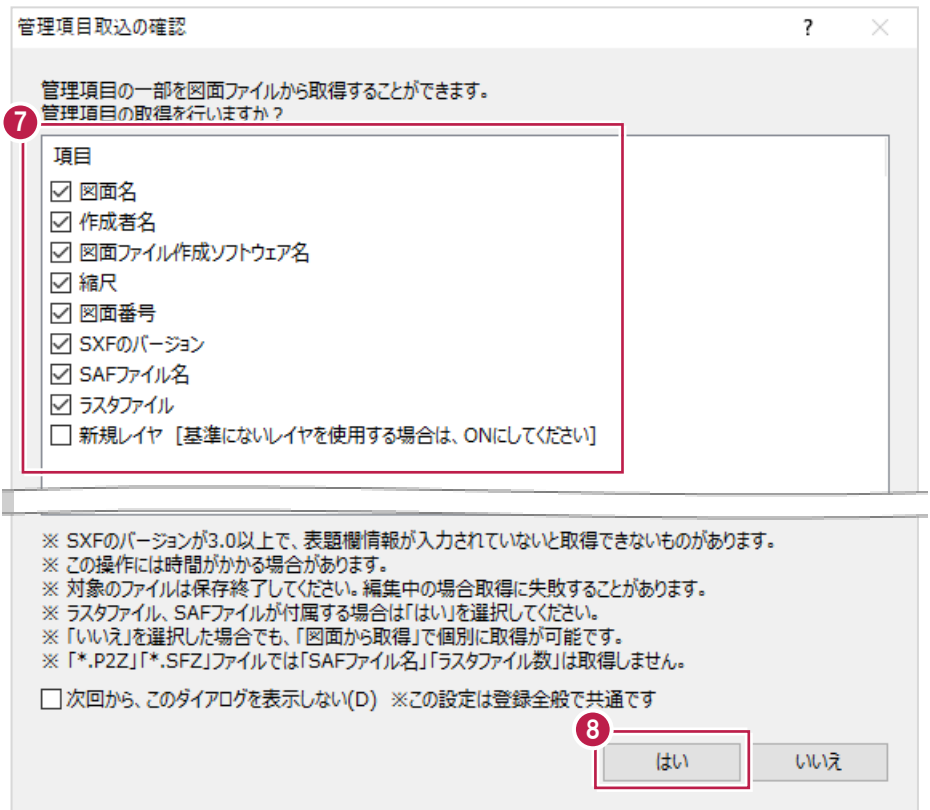 管理項目取込の確認
?
管理項目の一部を図面ファイルから取得することができます。
管理項目の取得を行いますか？
7
項目
図面名
作成者名
図面ファイル作成ソフトウェア名
縮尺
図面番号
SXFのバージョン
SAFファイル名
ラスタファイル
新規レイヤ [基準にないレイヤを使用する場合は、ONにしてください]
※ SXFのバージョンが3.0以上で、表題欄情報が入力されていないと取得できないものがあります。
※ この操作には時間がかかる場合があります。
※ 対象のファイルは保存終了してください。編集中の場合取得に失敗することがあります。
※ ラスタファイル、SAFファイルが付属する場合は「はい」を選択してください。
※ 「いいえ」を選択した場合でも、「図面から取得」で個別に取得が可能です。
※ 「*.P2Z」「*.SFZ」ファイルでは「SAFファイル名」「ラスタファイル数」は取得しません。
次回から、このダイアログを表示しない(D) ※この設定は登録全般で共通です
8
はい
いいえ